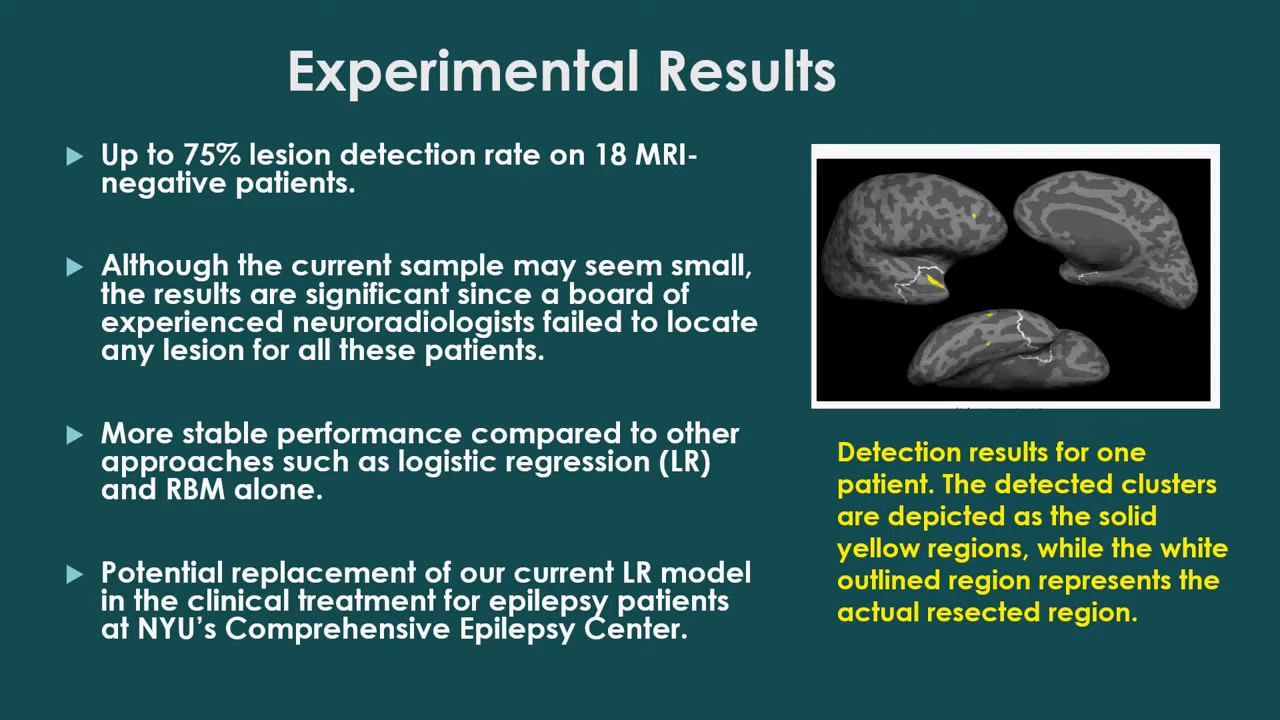 Experimental Results
Up to 75% lesion detection rate on 18 MRI-
negative patients.
Although the current sample may seem small,
the results are significant since a board of
experienced neuroradiologists failed to locate
any lesion for all these patients.
More stable performance compared to other
approaches such as logistic regression (LR)
and RBM alone.
Potential replacement of our current LR model
in the clinical treatment for epilepsy patients
at NYU's Comprehensive Epilepsy Center.
Detection results for one
patient. The detected clusters
are depicted as the solid
yellow regions, while the white
outlined region represents the
actual resected region.